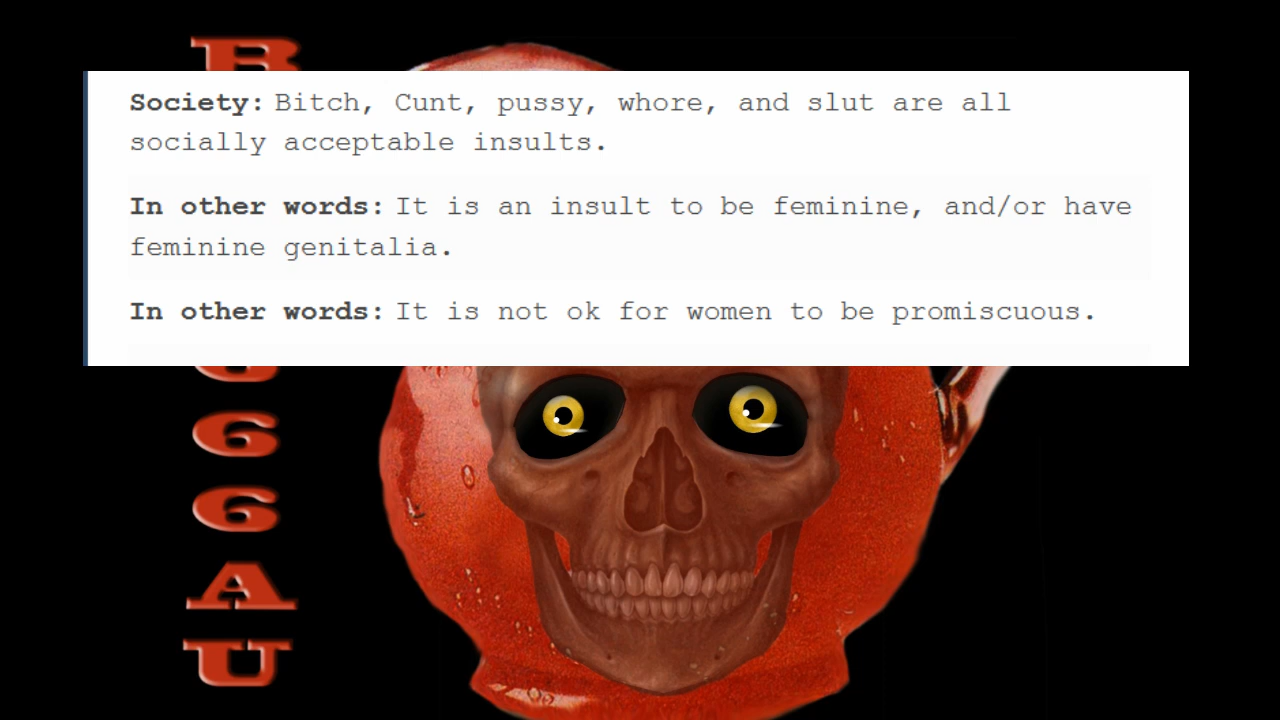 B
Society: Bitch, Cunt, pussy, whore, and slut are all
socially acceptable insults.
In other words: It is an insult to be feminine, and/or have
feminine genitalia.
In other words: It is not ok for women to be promiscuous.
6
6
A
U